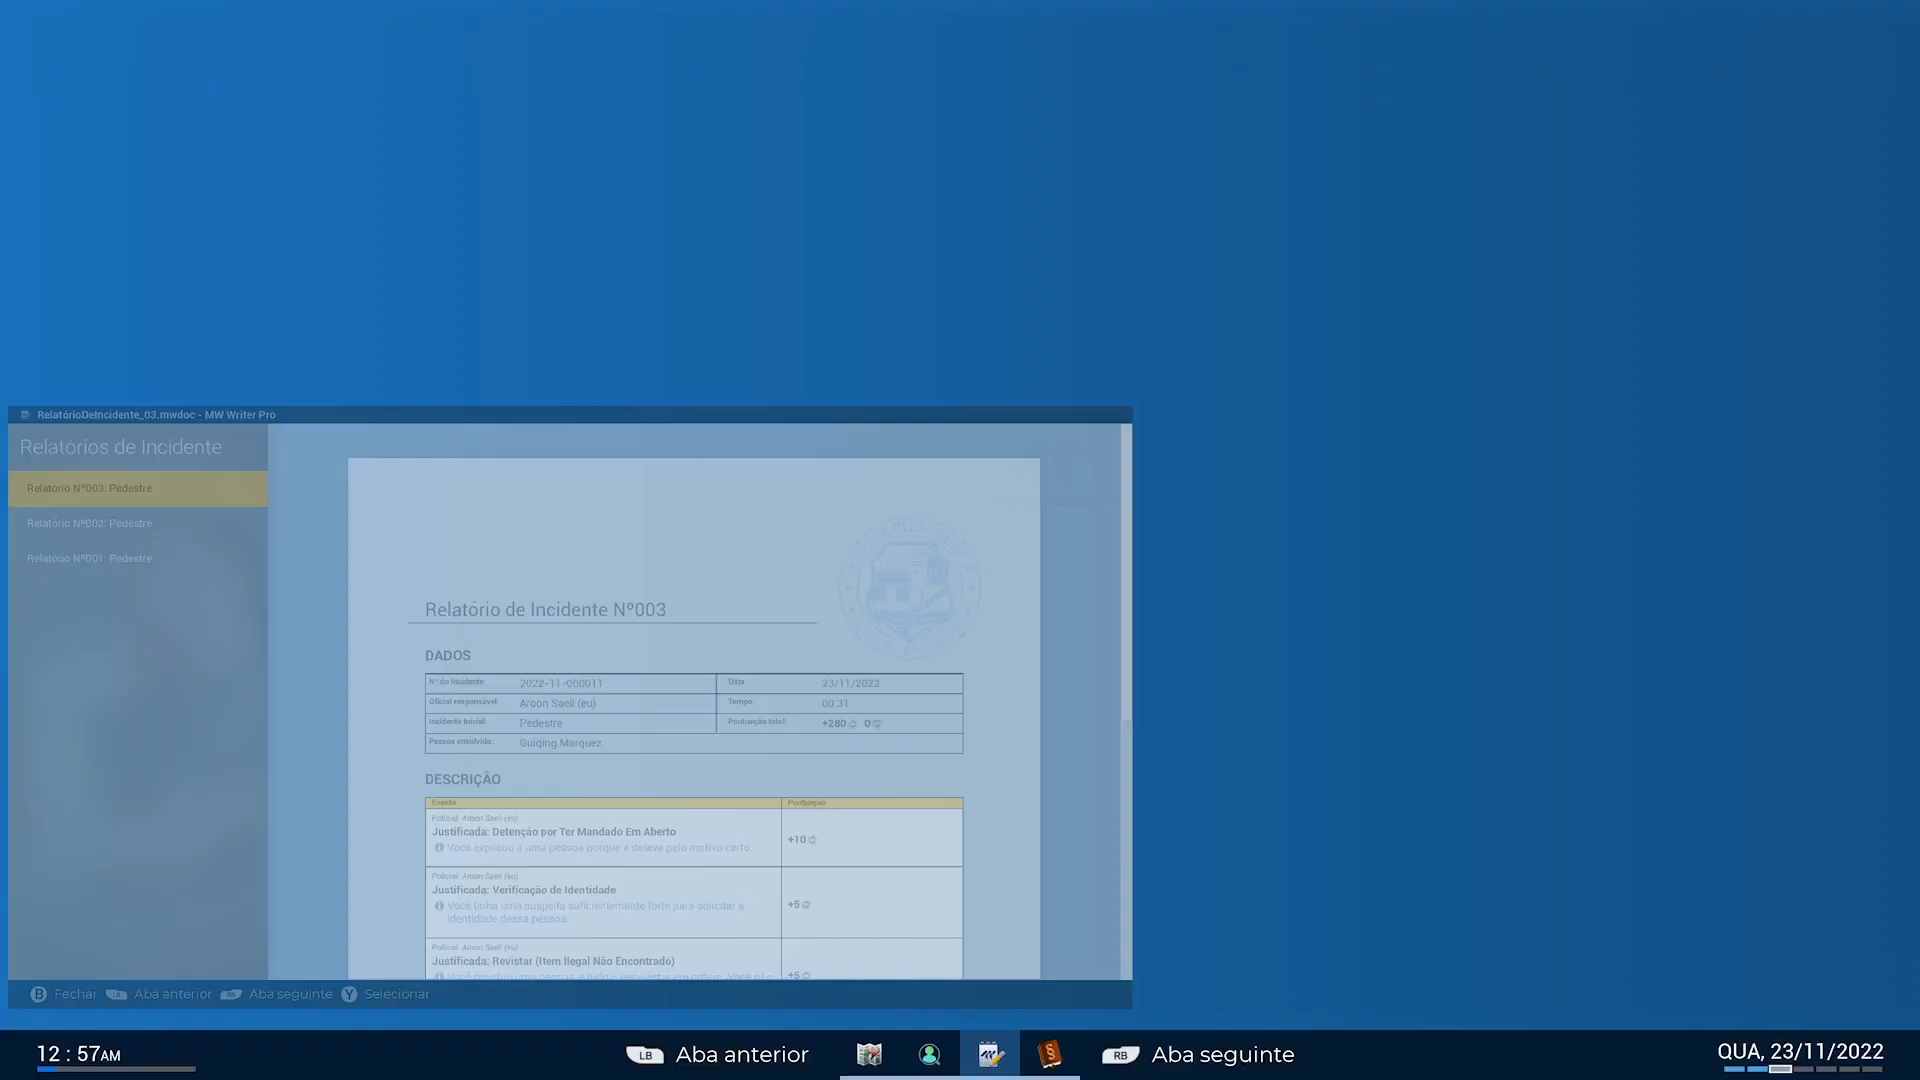 RelatórioDeIncidente_03.mwdoc - MW Writer Pro
Relatórios de Incidente
Relatório Nº003: Pedestre
Relatório Nº002: Pedestre
Relatório Nº001: Pedestre
Relatório de Incidente Nº003
DADOS
Nº do Incidente: 2022-11-000011 Data 23/11/2022
Oficial responsável: Aroon Saeli (eu) Tempo: 00:31
Incidente Inicial: Pedestre Pontuação total: +280 0
Pessoa envolvida: Guiqing Marquez
DESCRIÇÃO
Evento Pontuação
Policial: Aroon Saeli (eu)
Justificada: Detenção por Ter Mandado Em Aberto
Você explicou a uma pessoa porque a deteve pelo motivo certo.
+10
Policial: Aroon Saeli (eu)
Justificada: Verificação de Identidade
Você tinha uma suspeita suficientemente forte para solicitar a
identidade dessa pessoa.
+5
Policial: Aroon Saeli (eu)
Justificada: Revistar (Item Ilegal Não Encontrado)
+5
B Fechar Aba anterior Aba seguinte Y Selecionar
12 : 57AM
LB Aba anterior
RB Aba seguinte
QUA, 23/11/2022